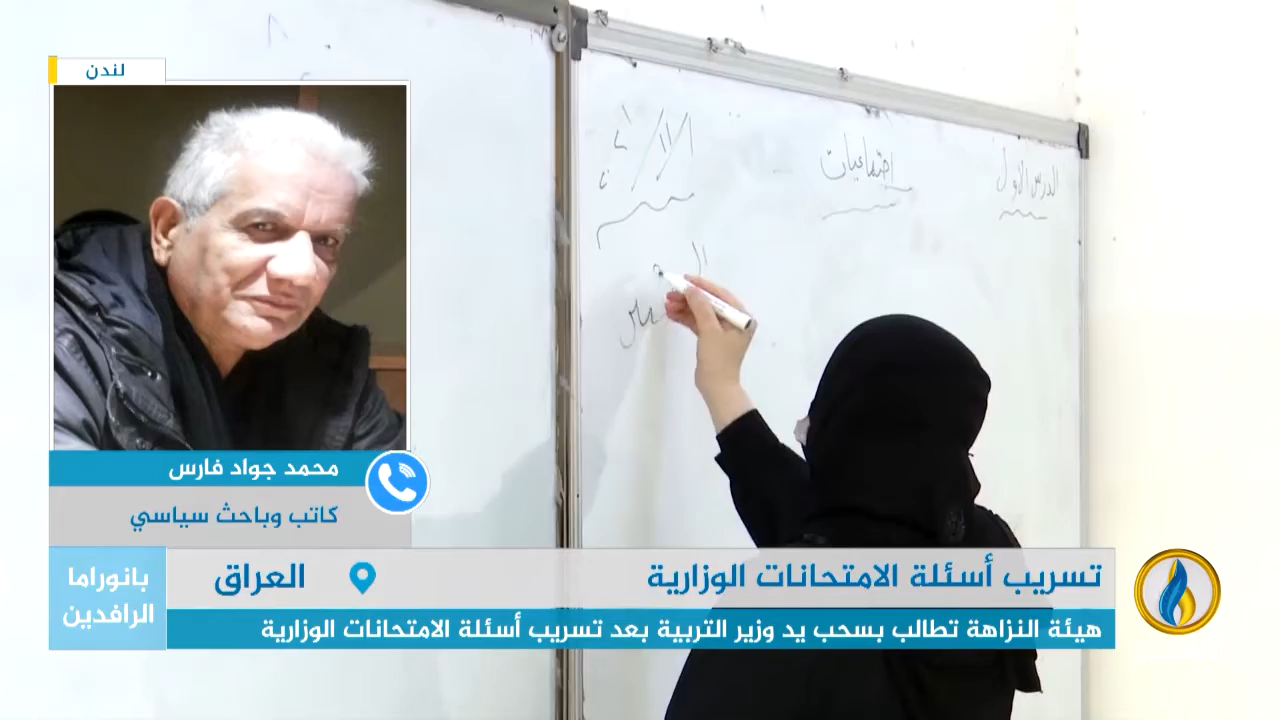 لندن
الدرس الأول
اجتماعيات
محمد جواد فارس
كاتب وباحث سياسي
تسريب أسئلة الامتحانات الوزارية
العراق
هيئة النزاهة تطالب بسحب يد وزير التربية بعد تسريب أسئلة الامتحانات الوزارية
بانوراما
الرافدين